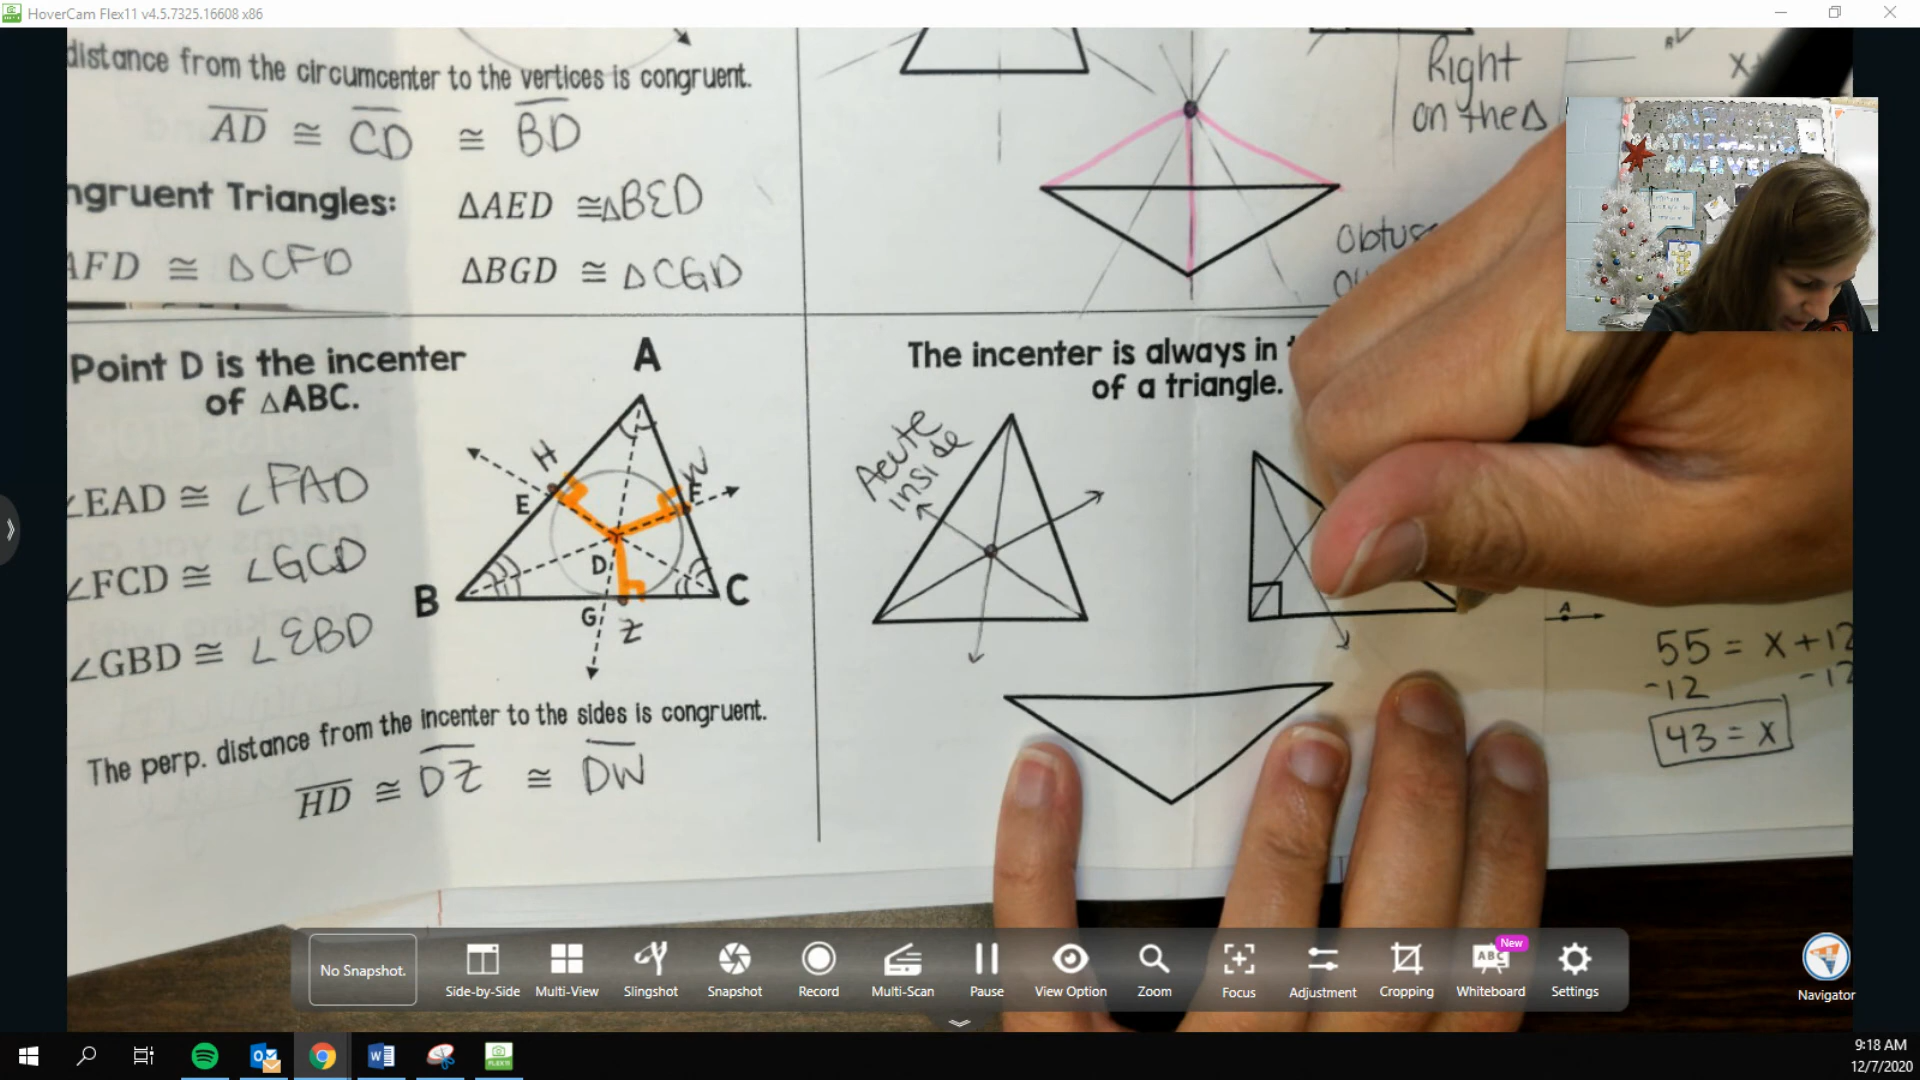 HoverCam Flex11 v4.5.7325.16608 x86
distance from the circumcenter to the vertices is congruent.
AD ≅ CD ≅ BD
ngruent Triangles:
ΔAED ≅ ΔBED
AFD ≅ ΔCFD
ΔBGD ≅ ΔCGD
Right
on the Δ
Point D is the incenter
of ΔABC.
∠EAD ≅ ∠FAD
∠FCD ≅ ∠GCD
∠GBD ≅ ∠EBD
A
H
W
E
F
D
B
C
G
Z
The perp. distance from the incenter to the sides is congruent.
HD ≅ DZ ≅ DW
The incenter is always in
of a triangle.
Acute
inside
A
55 = x+12
-12 -12
43 = x
No Snapshot.
Side-by-Side
Multi-View
Slingshot
Snapshot
Record
Multi-Scan
Pause
View Option
Zoom
Focus
Adjustment
Cropping
New
ABC
Whiteboard
Settings
Navigator
9:18 AM
12/7/2020